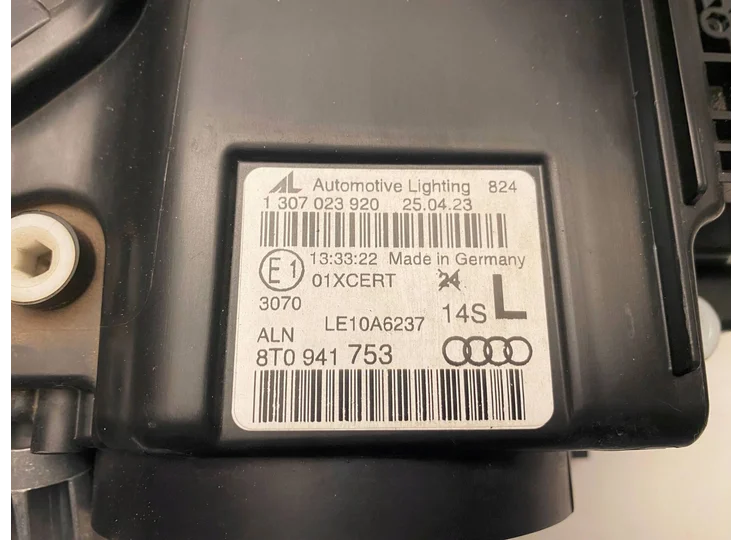 AL Automotive Lighting 824
1 307 023 920 25.04.23
13:33:22 Made in Germany
E1 01XCERT 24
3070 14S L
LE10A6237
ALN
8T0 941 753